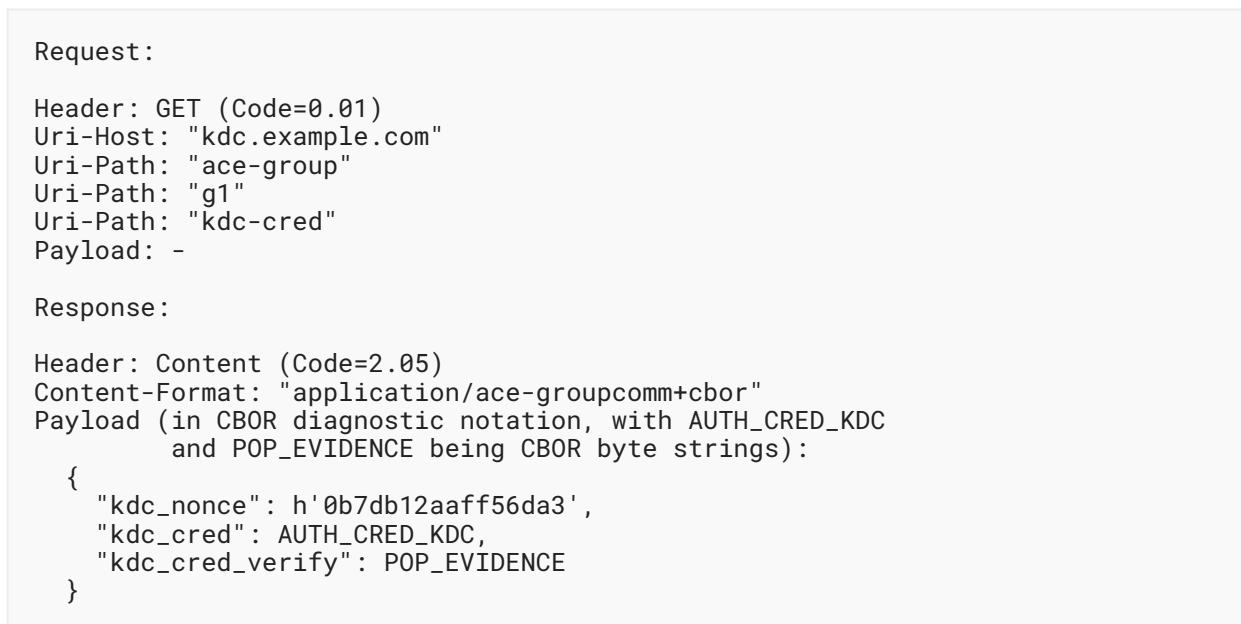 Request:

Header: GET (Code=0.01)
Uri-Host: "kdc.example.com"
Uri-Path: "ace-group"
Uri-Path: "g1"
Uri-Path: "kdc-cred"
Payload: -

Response:

Header: Content (Code=2.05)
Content-Format: "application/ace-groupcomm+cbor"
Payload (in CBOR diagnostic notation, with AUTH_CRED_KDC
         and POP_EVIDENCE being CBOR byte strings):
  {
    "kdc_nonce": h'0b7db12aaff56da3',
    "kdc_cred": AUTH_CRED_KDC,
    "kdc_cred_verify": POP_EVIDENCE
  }